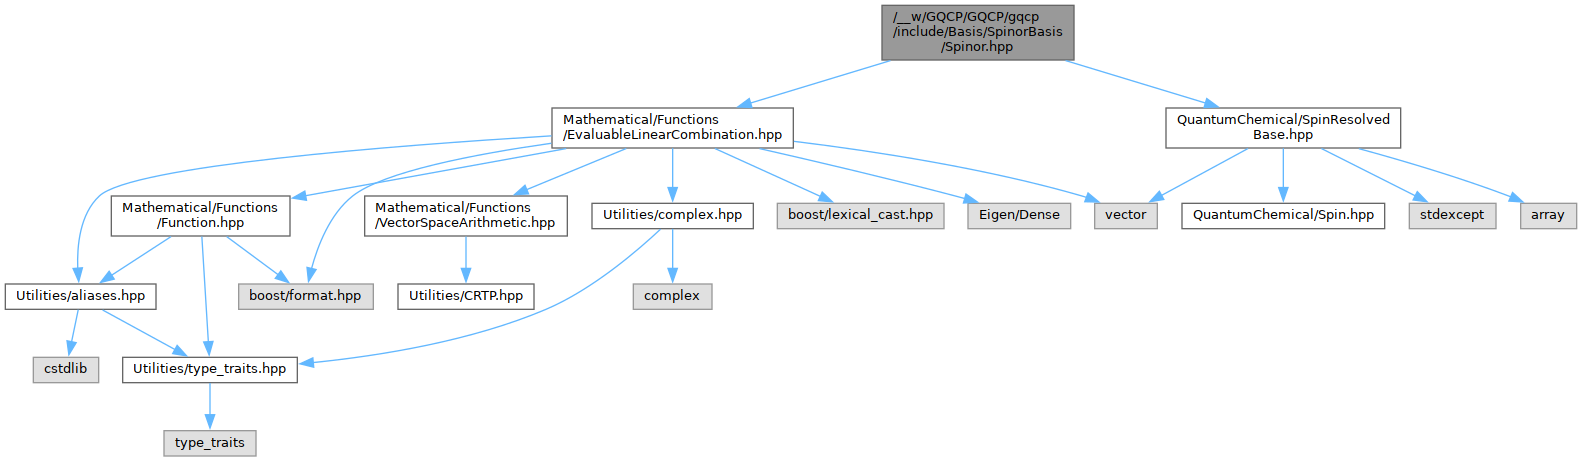 /__w/GQCP/GQCP/gqcp
/include/Basis/SpinorBasis
/Spinor.hpp
Mathematical/Functions
/EvaluableLinearCombination.hpp
QuantumChemical/SpinResolved
Base.hpp
Mathematical/Functions
/Function.hpp
Mathematical/Functions
/VectorSpaceArithmetic.hpp
Utilities/complex.hpp
boost/lexical_cast.hpp
Eigen/Dense
vector
QuantumChemical/Spin.hpp
stdexcept
array
Utilities/aliases.hpp
boost/format.hpp
Utilities/CRTP.hpp
complex
cstdlib
Utilities/type_traits.hpp
type_traits